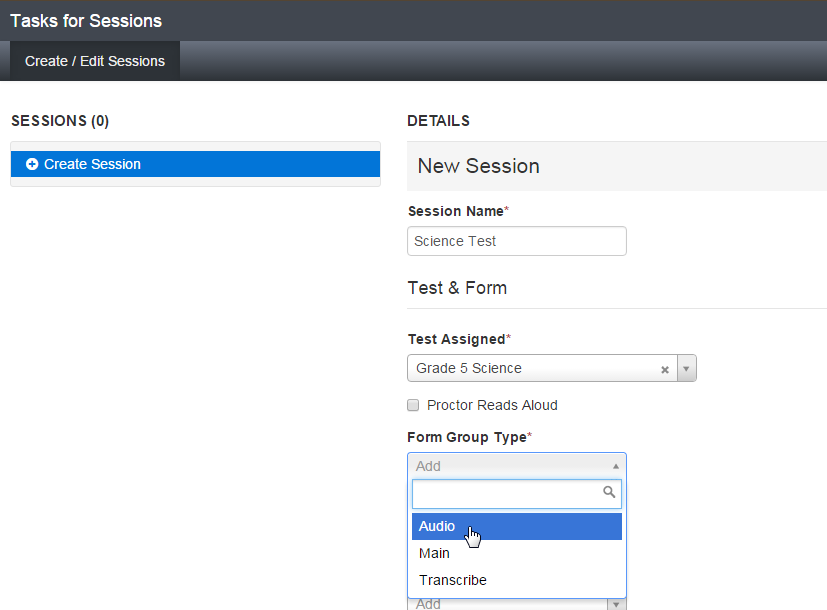 Tasks for Sessions
Create / Edit Sessions
SESSIONS (0)
Create Session
DETAILS
New Session
Session Name*
Science Test
Test & Form
Test Assigned*
Grade 5 Science
Proctor Reads Aloud
Form Group Type*
Add
Audio
Main
Transcribe
Add